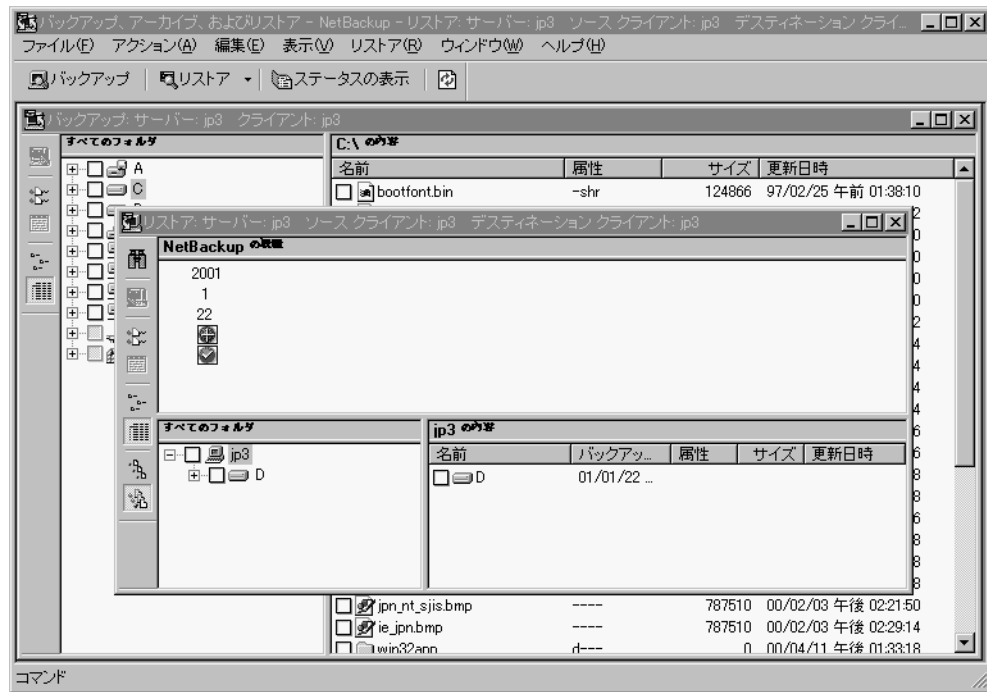 バックアップ、アーカイブ、およびリストア - NetBackup - リストア: サーバー: jp3 ソース クライアント: jp3 デスティネーション クライ...
ファイル(F) アクション(A) 編集(E) 表示(V) リストア(R) ウィンドウ(W) ヘルプ(H)
バックアップ リストア ステータスの表示
バックアップ: サーバー: jp3 クライアント: jp3
すべてのフォルダ
C:\ の内容
名前 属性 サイズ 更新日時
A
C
bootfont.bin -shr 124866 97/02/25 午前 01:38:10
リストア: サーバー: jp3 ソース クライアント: jp3 デスティネーション クライアント: jp3
NetBackup の履歴
2001
1
22
すべてのフォルダ
jp3 の内容
jp3
D
名前 バックアッ... 属性 サイズ 更新日時
D 01/01/22 ...
jpn_nt_sjis.bmp ---- 787510 00/02/03 午後 02:21:50
ie_jpn.bmp ---- 787510 00/02/03 午後 02:29:14
win32app d--- 0 00/04/11 午後 01:33:18
コマンド